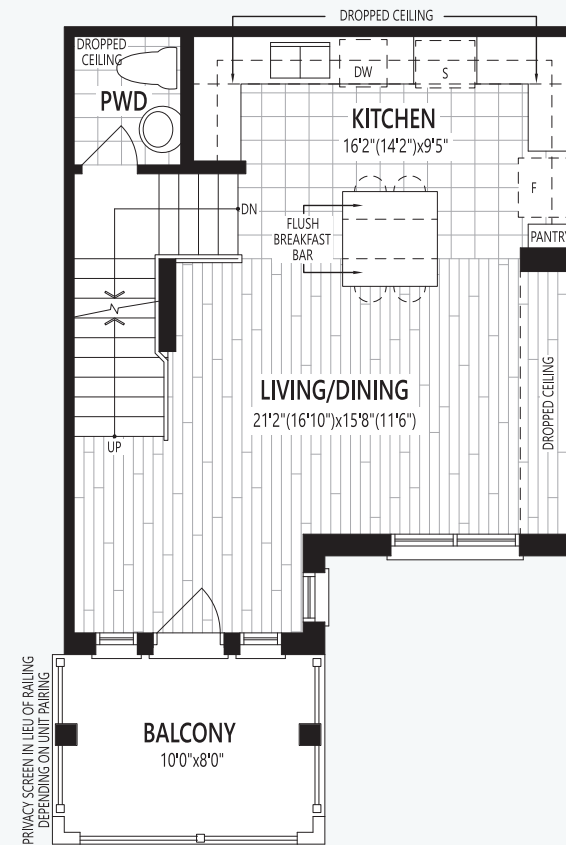 DROPPED CEILING
DROPPED
CEILING
PWD
DW
S
KITCHEN
16'2"(14'2")x9'5"
F
DN
FLUSH
BREAKFAST
BAR
PANTRY
LIVING/DINING
21'2"(16'10")x15'8"(11'6")
DROPPED CEILING
UP
BALCONY
10'0"x8'0"
PRIVACY SCREEN IN LIEU OF RAILING
DEPENDING ON UNIT PAIRING